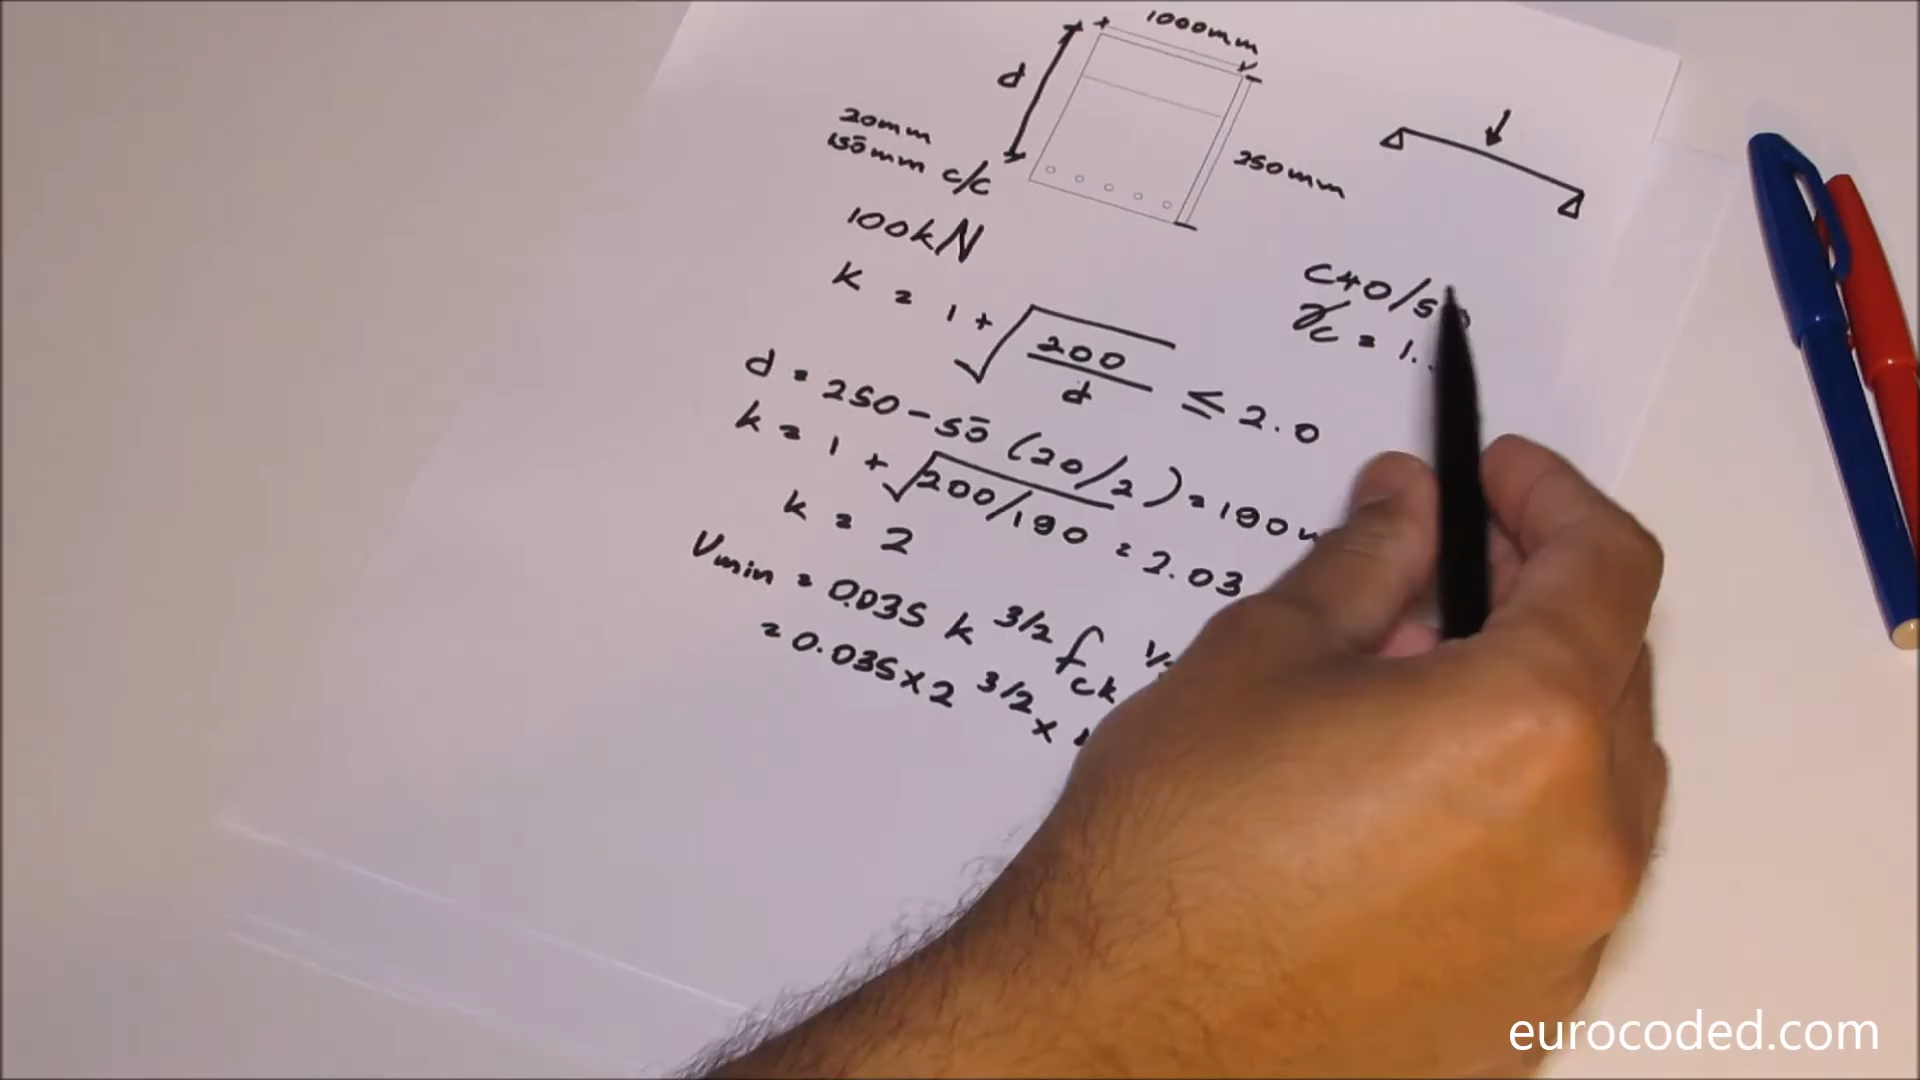 1000mm
d
20mm
150mm c/c
250mm
100kN
C40/50
k = 1 + √200/d ≤ 2.0
γc = 1.
d = 250 - 50 (20/2) = 190
k = 1 + √200/190 = 2.03
k = 2
Vmin = 0.035 k 3/2 fck
= 0.035 x 2 3/2 x
eurocoded.com